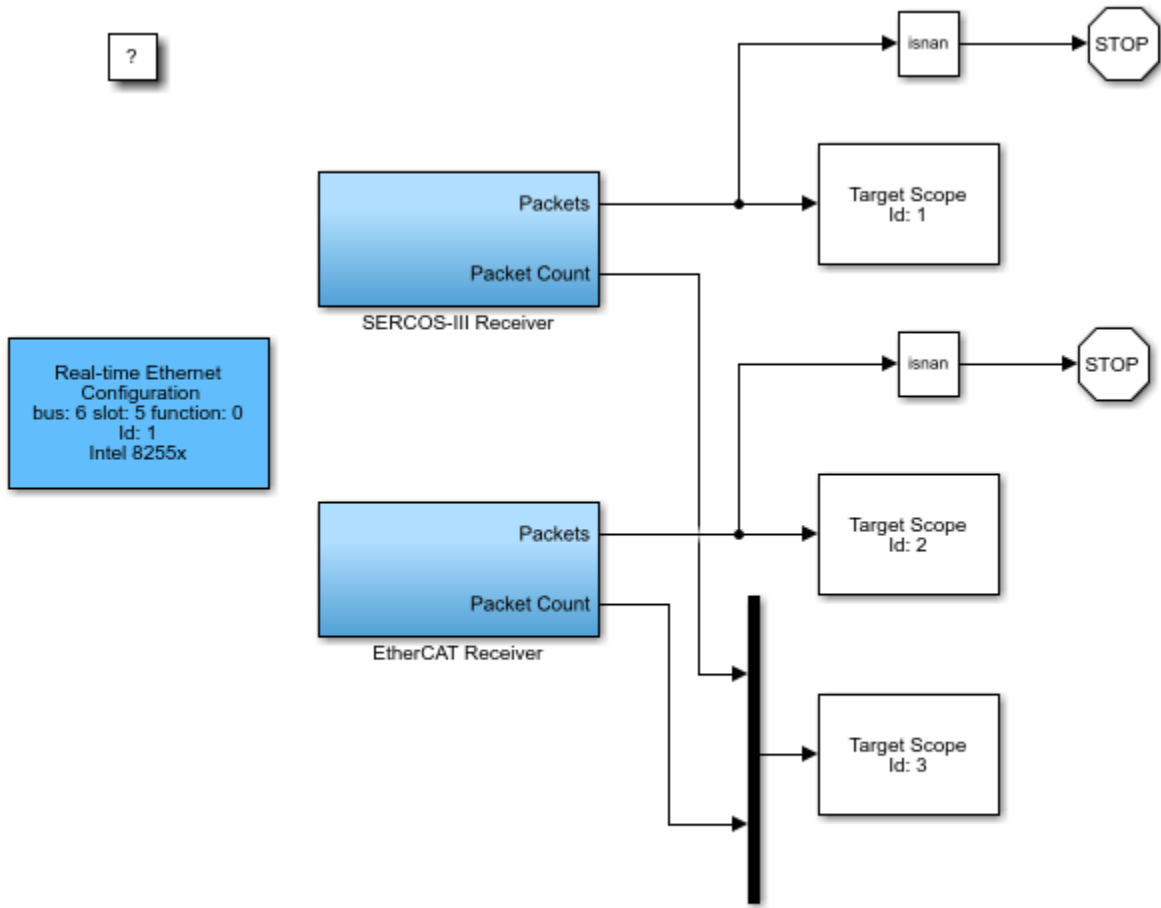 ?
isnan
STOP
Packets
Packet Count
SERCOS-III Receiver
Target Scope
Id: 1
Real-time Ethernet
Configuration
bus: 6 slot: 5 function: 0
Id: 1
Intel 8255x
isnan
STOP
Packets
Packet Count
EtherCAT Receiver
Target Scope
Id: 2
Target Scope
Id: 3